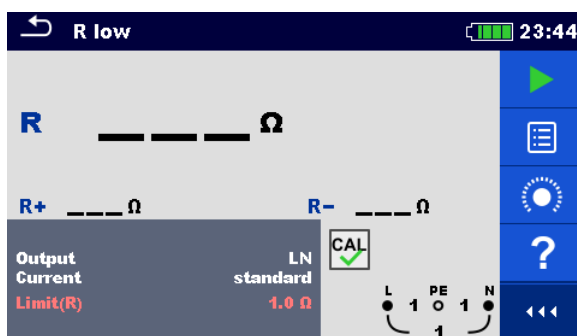 R low 23:44
R ___ Ω
R+ ___ Ω R- ___ Ω
Output LN
Current standard
Limit(R) 1.0 Ω
CAL
?
L PE N
1 1
1